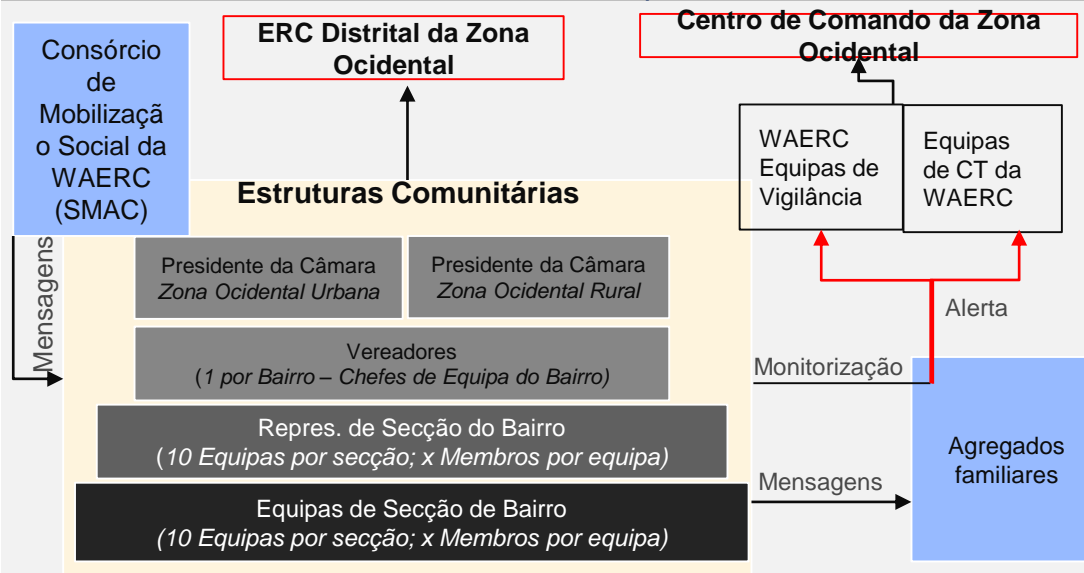 Consórcio
de
Mobilizaçã
o Social da
WAERC
(SMAC)
ERC Distrital da Zona
Ocidental
Centro de Comando da Zona
Ocidental
WAERC
Equipas de
Vigilância
Equipas
de CT da
WAERC
Estruturas Comunitárias
Mensagens
Presidente da Câmara
Zona Ocidental Urbana
Presidente da Câmara
Zona Ocidental Rural
Alerta
Vereadores
(1 por Bairro – Chefes de Equipa do Bairro)
Monitorização
Repres. de Secção do Bairro
(10 Equipas por secção; x Membros por equipa)
Agregados
familiares
Mensagens
Equipas de Secção de Bairro
(10 Equipas por secção; x Membros por equipa)